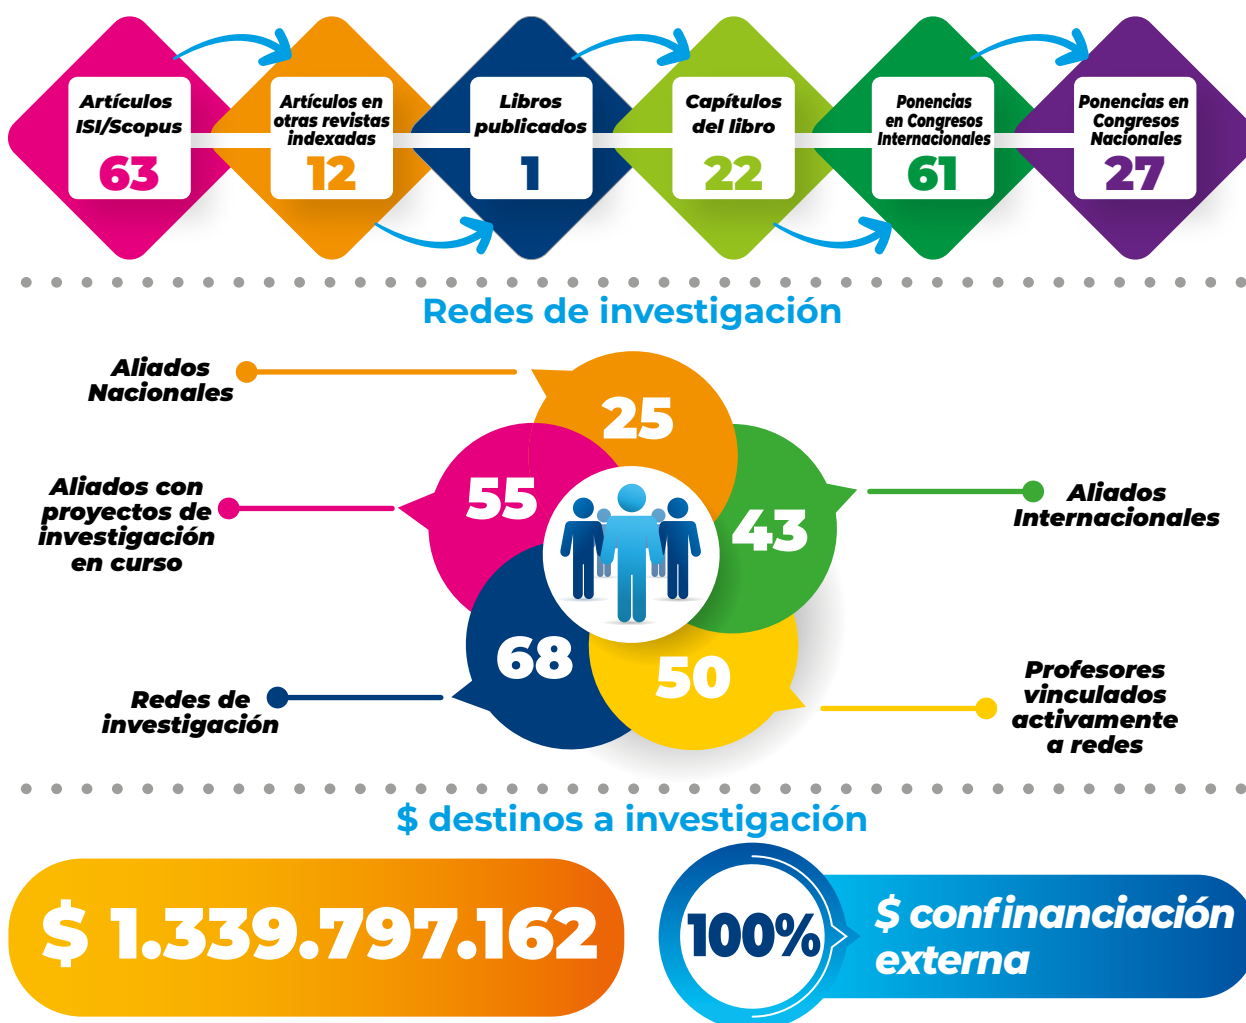 Artículos
ISI/Scopus
63
Artículos en
otras revistas
indexadas
12
Libros
publicados
1
Capítulos
del libro
22
Ponencias
en Congresos
Internacionales
61
Ponencias en
Congresos
Nacionales
27
Redes de investigación
Aliados
Nacionales
25
Aliados con
proyectos de
investigación
en curso
55
43
Aliados
Internacionales
Redes de
investigación
68
50
Profesores
vinculados
activamente
a redes
$ destinos a investigación
$ 1.339.797.162
100%
$ confinanciación
externa